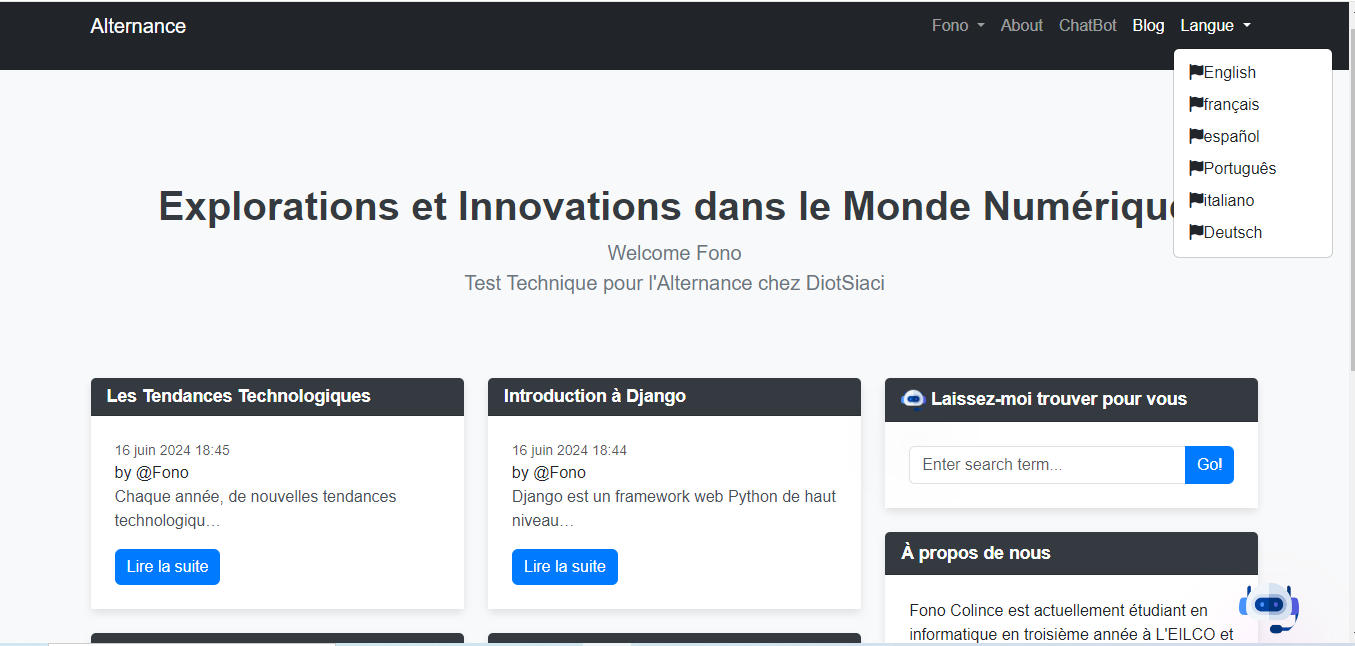 Alternance
Fono About ChatBot Blog Langue
English
français
español
Português
italiano
Deutsch
Explorations et Innovations dans le Monde
Welcome Fono
Test Technique pour l'Alternance chez DiotSiaci
Les Tendances Technologiques
16 juin 2024 18:45
by @Fono
Chaque année, de nouvelles tendances
technologiqu…
Lire la suite
Introduction à Django
16 juin 2024 18:44
by @Fono
Django est un framework web Python de haut
niveau…
Lire la suite
Laissez-moi trouver pour vous
Enter search term...
Go!
À propos de nous
Fono Colince est actuellement étudiant en
informatique en troisième année à L'EILCO et